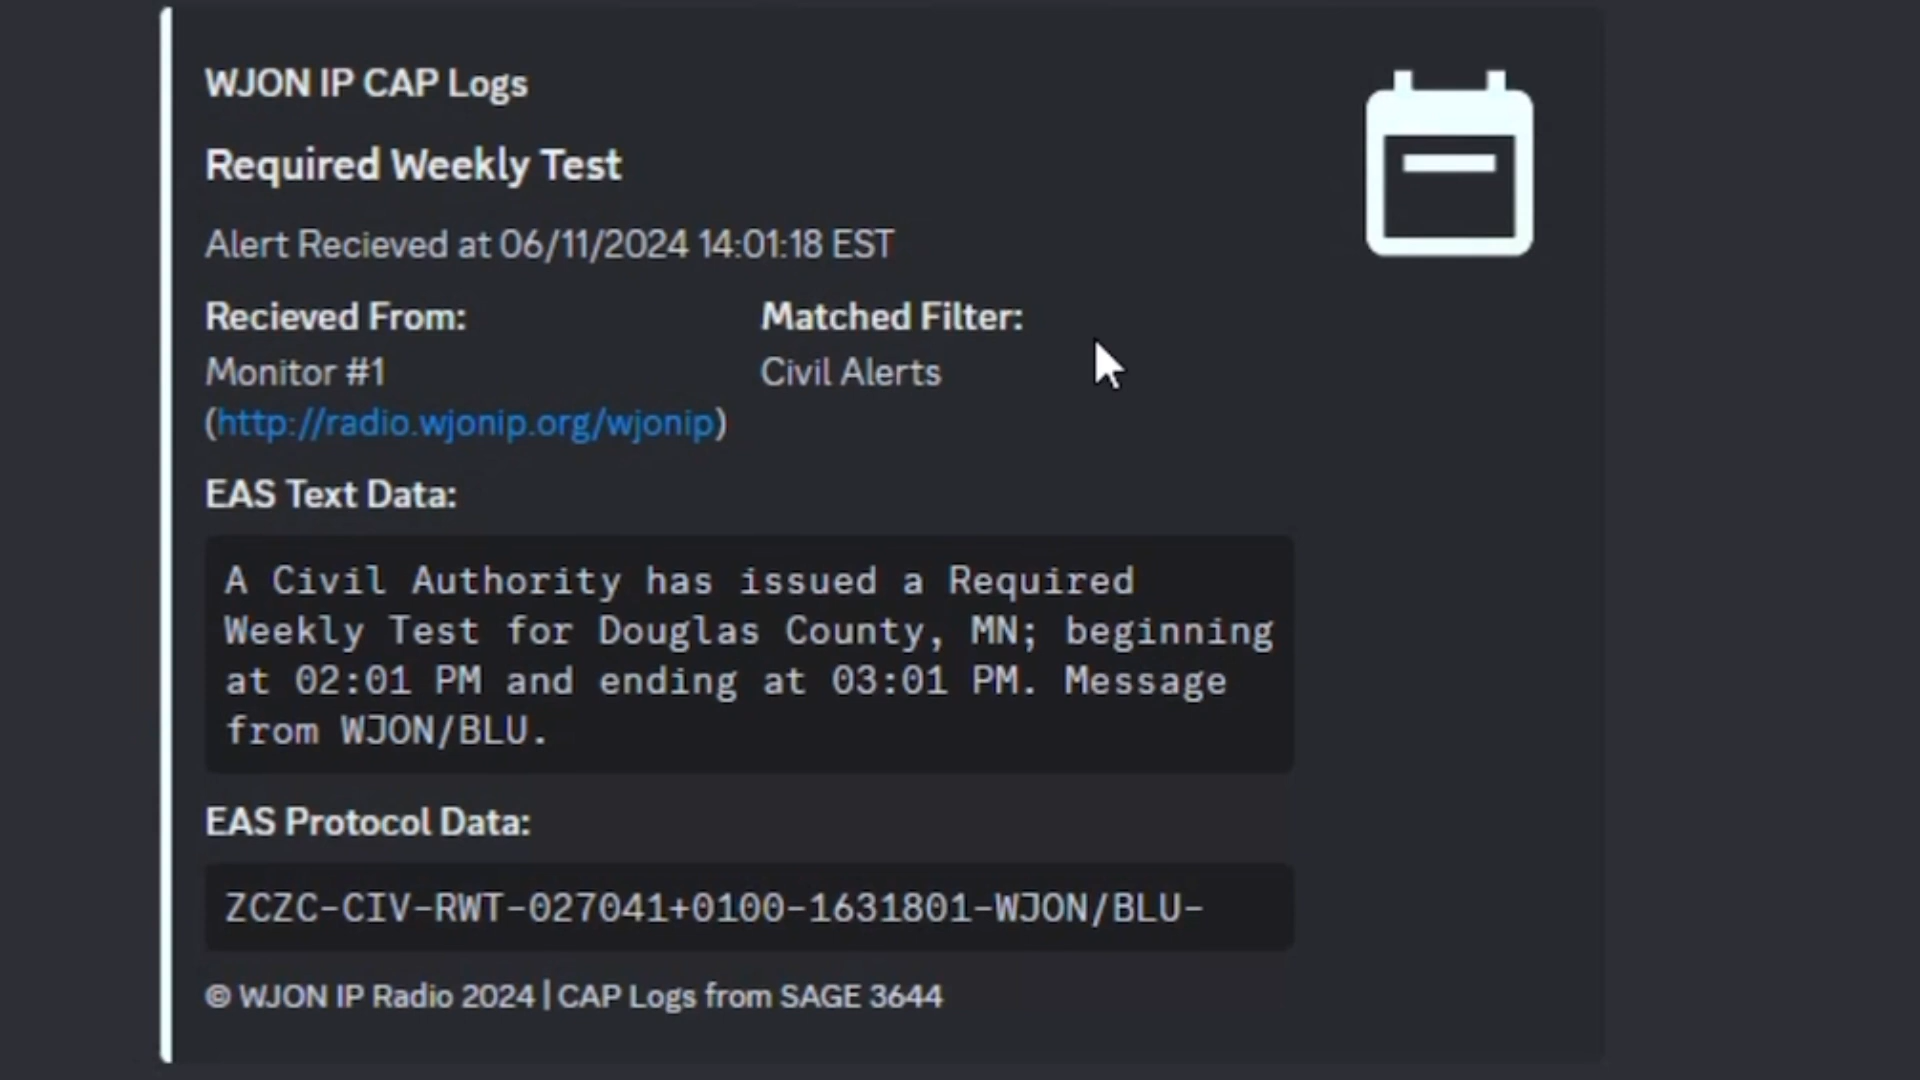 WJON IP CAP Logs
Required Weekly Test
Alert Recieved at 06/11/2024 14:01:18 EST
Recieved From:
Monitor #1
(http://radio.wjonip.org/wjonip)
Matched Filter:
Civil Alerts
EAS Text Data:
A Civil Authority has issued a Required
Weekly Test for Douglas County, MN; beginning
at 02:01 PM and ending at 03:01 PM. Message
from WJON/BLU.
EAS Protocol Data:
ZCZC-CIV-RWT-027041+0100-1631801-WJON/BLU-
© WJON IP Radio 2024 | CAP Logs from SAGE 3644